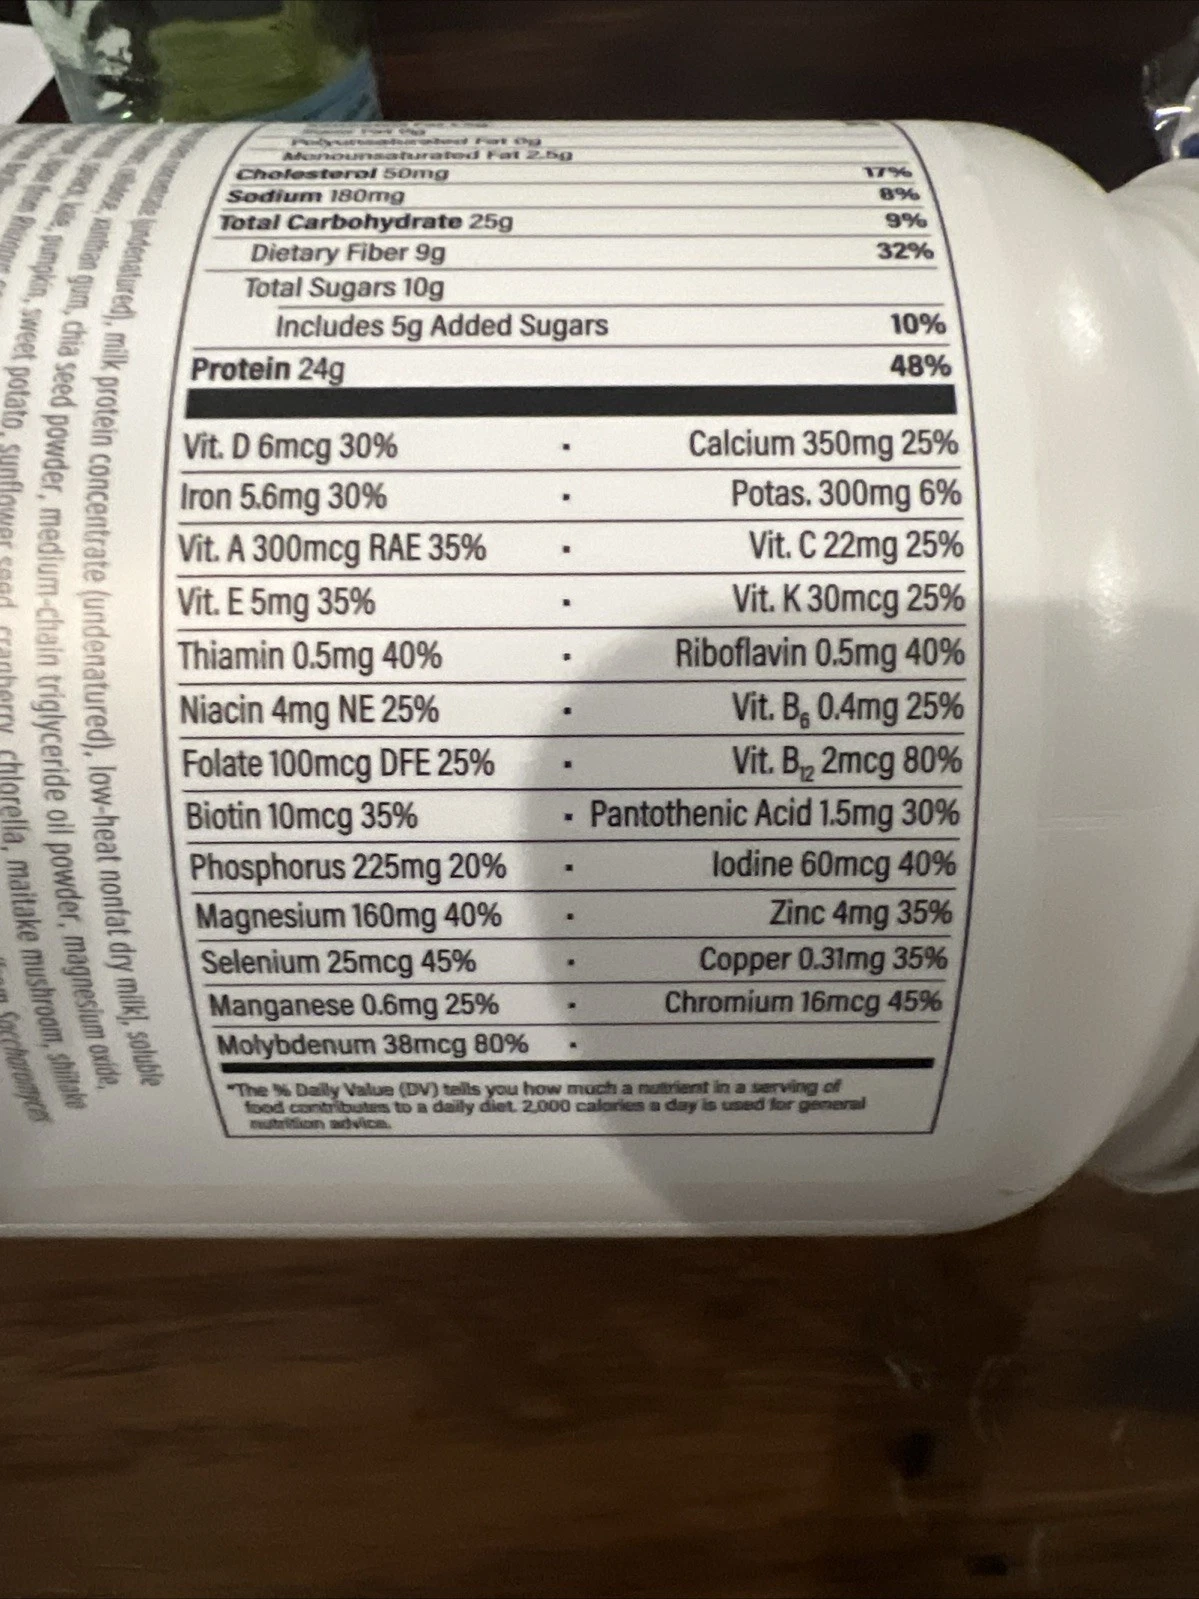 Polyunsaturated Fat 0g
Monounsaturated Fat 2.5g
Cholesterol 50mg 17%
Sodium 180mg 8%
Total Carbohydrate 25g 9%
Dietary Fiber 9g 32%
Total Sugars 10g
Includes 5g Added Sugars 10%
Protein 24g 48%
Vit. D 6mcg 30% · Calcium 350mg 25%
Iron 5.6mg 30% · Potas. 300mg 6%
Vit. A 300mcg RAE 35% · Vit. C 22mg 25%
Vit. E 5mg 35% · Vit. K 30mcg 25%
Thiamin 0.5mg 40% · Riboflavin 0.5mg 40%
Niacin 4mg NE 25% · Vit. B₆ 0.4mg 25%
Folate 100mcg DFE 25% · Vit. B₁₂ 2mcg 80%
Biotin 10mcg 35% · Pantothenic Acid 1.5mg 30%
Phosphorus 225mg 20% · Iodine 60mcg 40%
Magnesium 160mg 40% · Zinc 4mg 35%
Selenium 25mcg 45% · Copper 0.31mg 35%
Manganese 0.6mg 25% · Chromium 16mcg 45%
Molybdenum 38mcg 80% ·
*The % Daily Value (DV) tells you how much a nutrient in a serving of
food contributes to a daily diet. 2,000 calories a day is used for general
nutrition advice.
(undenatured), milk protein concentrate (undenatured), low-heat nonfat dry milk], soluble
xanthan gum, chia seed powder, medium-chain triglyceride oil powder, magnesium oxide,
kale, pumpkin, sweet potato, sunflower seed, cranberry, chlorella, maitake mushroom, shiitake
Saccharomyces